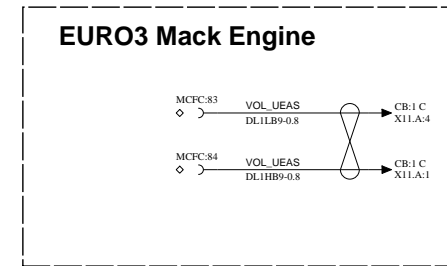 EURO3 Mack Engine
MCFC:83
VOL_UEAS
DL1LB9-0.8
CB:1 C
X11.A:4
MCFC:84
VOL_UEAS
DL1HB9-0.8
CB:1 C
X11.A:1